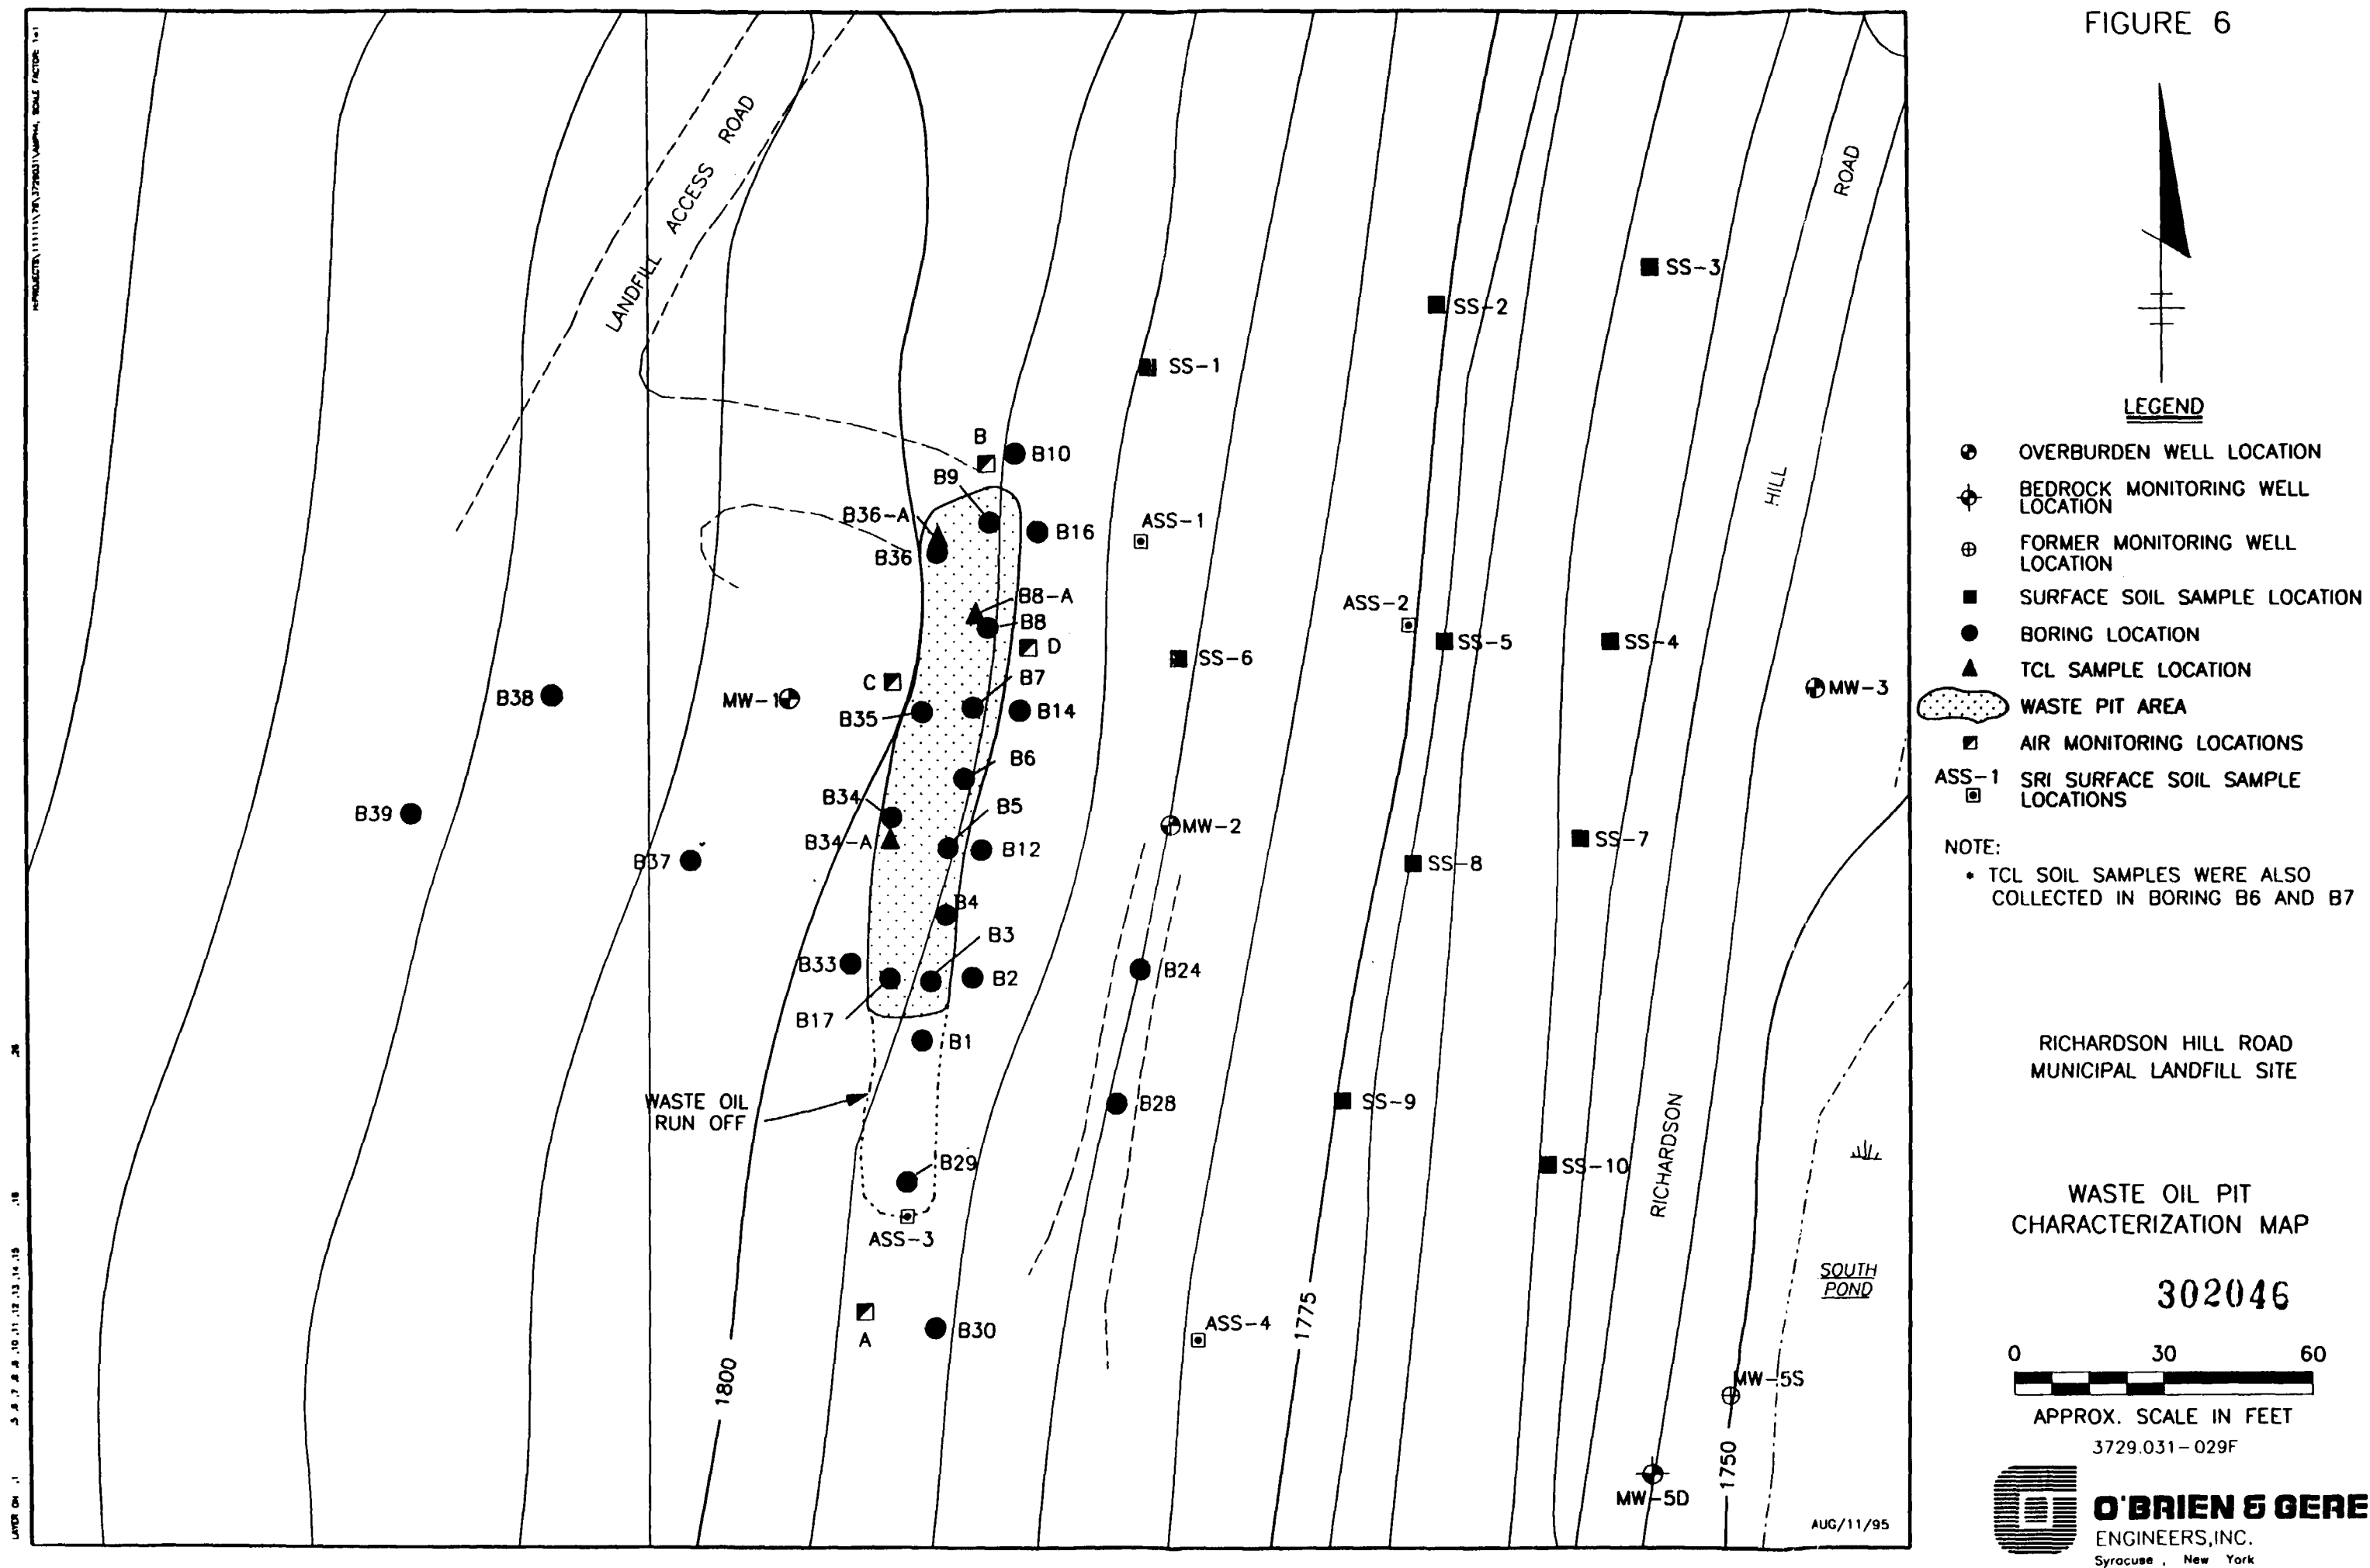 FIGURE 6
LANDFILL ACCESS ROAD
ROAD
HILL
RICHARDSON
SS-3
SS-2
SS-1
B
B10
B9
B36-A
B16
ASS-1
B36
B8-A
ASS-2
B8
SS-5
SS-4
D
SS-6
C
B7
MW-3
B38
MW-1
B35
B14
B6
B34
B5
B39
MW-2
B34-A
SS-7
B12
B37
SS-8
B4
B3
B33
B24
B2
B17
B1
WASTE OIL
RUN OFF
B28
SS-9
B29
SS-10
ASS-3
SOUTH
POND
1775
ASS-4
A
B30
1800
MW-5S
1750
MW-5D
AUG/11/95
LEGEND
OVERBURDEN WELL LOCATION
BEDROCK MONITORING WELL
LOCATION
FORMER MONITORING WELL
LOCATION
SURFACE SOIL SAMPLE LOCATION
BORING LOCATION
TCL SAMPLE LOCATION
WASTE PIT AREA
AIR MONITORING LOCATIONS
ASS-1 SRI SURFACE SOIL SAMPLE
LOCATIONS
NOTE:
• TCL SOIL SAMPLES WERE ALSO
COLLECTED IN BORING B6 AND B7
RICHARDSON HILL ROAD
MUNICIPAL LANDFILL SITE
WASTE OIL PIT
CHARACTERIZATION MAP
302046
0 30 60
APPROX. SCALE IN FEET
3729.031-029F
O'BRIEN & GERE
ENGINEERS,INC.
Syracuse, New York